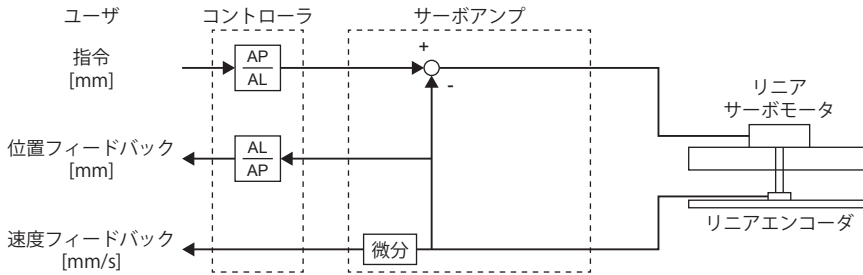 ユーザ
コントローラ
サーボアンプ
指令
[mm]
AP
AL
+
-
リニア
サーボモータ
位置フィードバック
[mm]
AL
AP
リニアエンコーダ
速度フィードバック
[mm/s]
微分